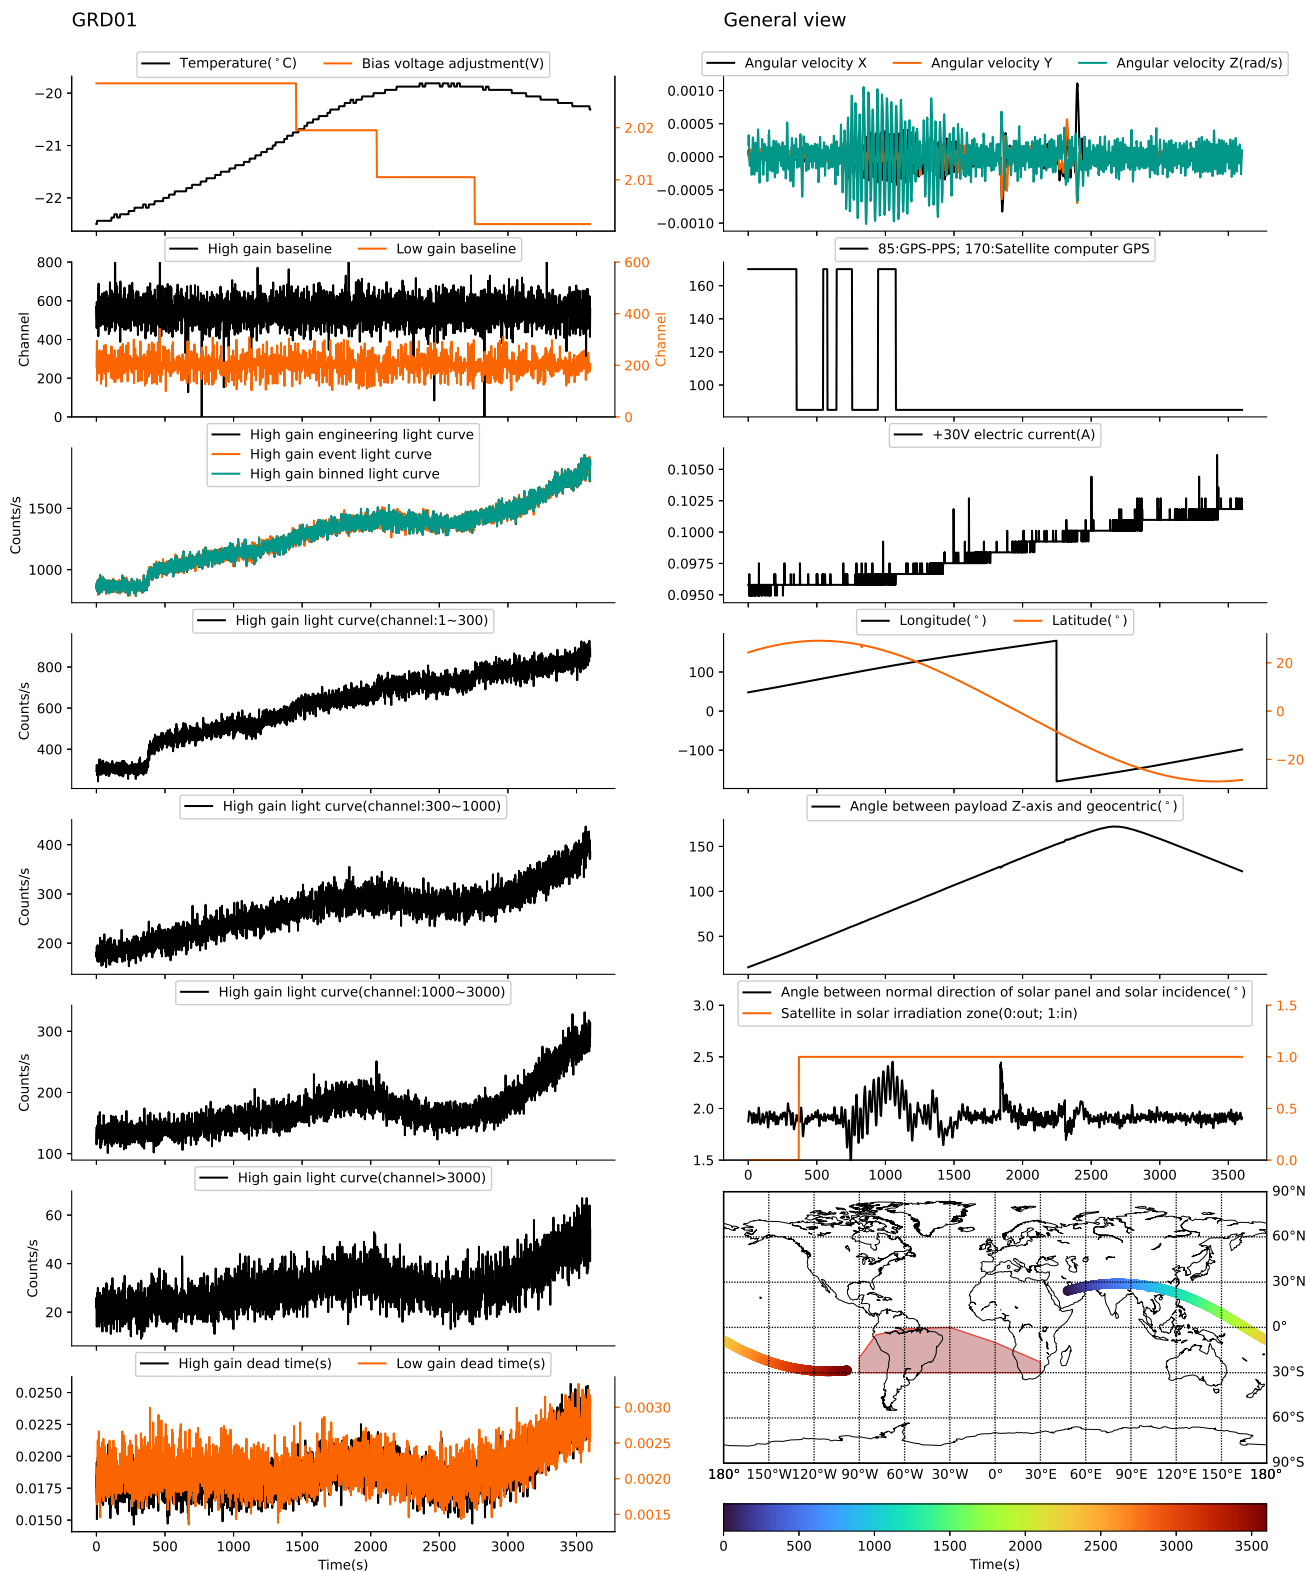 GRD01
Temperature(°C)
Bias voltage adjustment(V)
−20
−21
−22
2.02
2.01
High gain baseline
Low gain baseline
800
600
400
200
0
Channel
600
400
200
0
Channel
High gain engineering light curve
High gain event light curve
High gain binned light curve
1500
1000
Counts/s
High gain light curve(channel:1~300)
800
600
400
Counts/s
High gain light curve(channel:300~1000)
400
300
200
Counts/s
High gain light curve(channel:1000~3000)
300
200
100
Counts/s
High gain light curve(channel>3000)
60
40
20
Counts/s
High gain dead time(s)
Low gain dead time(s)
0.0250
0.0225
0.0200
0.0175
0.0150
0.0030
0.0025
0.0020
0.0015
0 500 1000 1500 2000 2500 3000 3500
Time(s)
General view
Angular velocity X
Angular velocity Y
Angular velocity Z(rad/s)
0.0010
0.0005
0.0000
−0.0005
−0.0010
85:GPS-PPS; 170:Satellite computer GPS
160
140
120
100
+30V electric current(A)
0.1050
0.1025
0.1000
0.0975
0.0950
Longitude(°)
Latitude(°)
100
0
−100
20
0
−20
Angle between payload Z-axis and geocentric(°)
150
100
50
Angle between normal direction of solar panel and solar incidence(°)
Satellite in solar irradiation zone(0:out; 1:in)
3.0
2.5
2.0
1.5
1.5
1.0
0.5
0.0
0 500 1000 1500 2000 2500 3000 3500
90°N
60°N
30°N
0°
30°S
60°S
90°S
180° 150°W 120°W 90°W 60°W 30°W 0° 30°E 60°E 90°E 120°E 150°E 180°
0 500 1000 1500 2000 2500 3000 3500
Time(s)